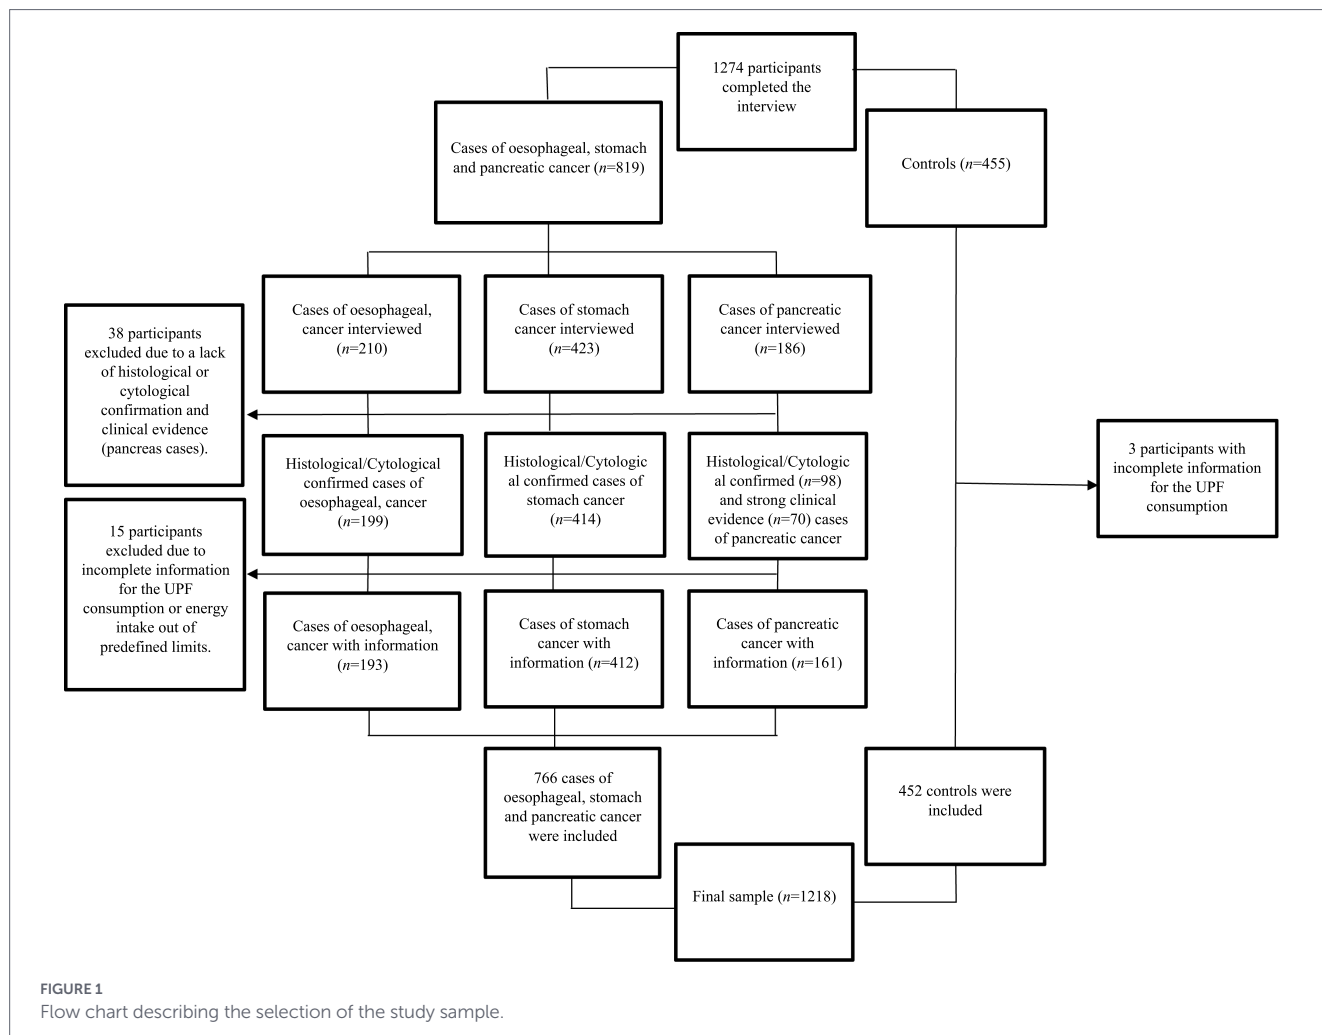 1274 participants
completed the
interview
Cases of oesophageal, stomach
and pancreatic cancer (n=819)
Controls (n=455)
Cases of oesophageal,
cancer interviewed
(n=210)
Cases of stomach
cancer interviewed
(n=423)
Cases of pancreatic
cancer interviewed
(n=186)
38 participants
excluded due to a lack
of histological or
cytological
confirmation and
clinical evidence
(pancreas cases).
Histological/Cytological
confirmed cases of
oesophageal, cancer
(n=199)
Histological/Cytologic
al confirmed cases of
stomach cancer
(n=414)
Histological/Cytologic
al confirmed (n=98)
and strong clinical
evidence (n=70) cases
of pancreatic cancer
3 participants with
incomplete information
for the UPF
consumption
15 participants
excluded due to
incomplete information
for the UPF
consumption or energy
intake out of
predefined limits.
Cases of oesophageal,
cancer with information
(n=193)
Cases of stomach
cancer with
information (n=412)
Cases of pancreatic
cancer with
information (n=161)
766 cases of
oesophageal, stomach
and pancreatic cancer
were included
452 controls were
included
Final sample (n=1218)
FIGURE 1
Flow chart describing the selection of the study sample.